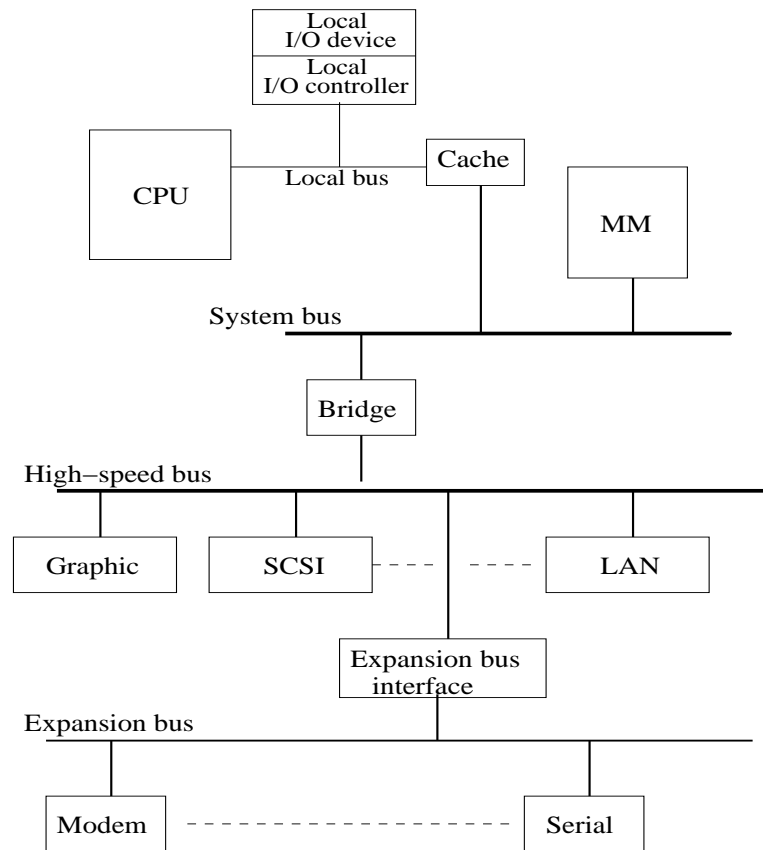 Local
I/O device
Local
I/O controller
Cache
Local bus
CPU
MM
System bus
Bridge
High–speed bus
Graphic
SCSI
LAN
Expansion bus
interface
Expansion bus
Modem
Serial